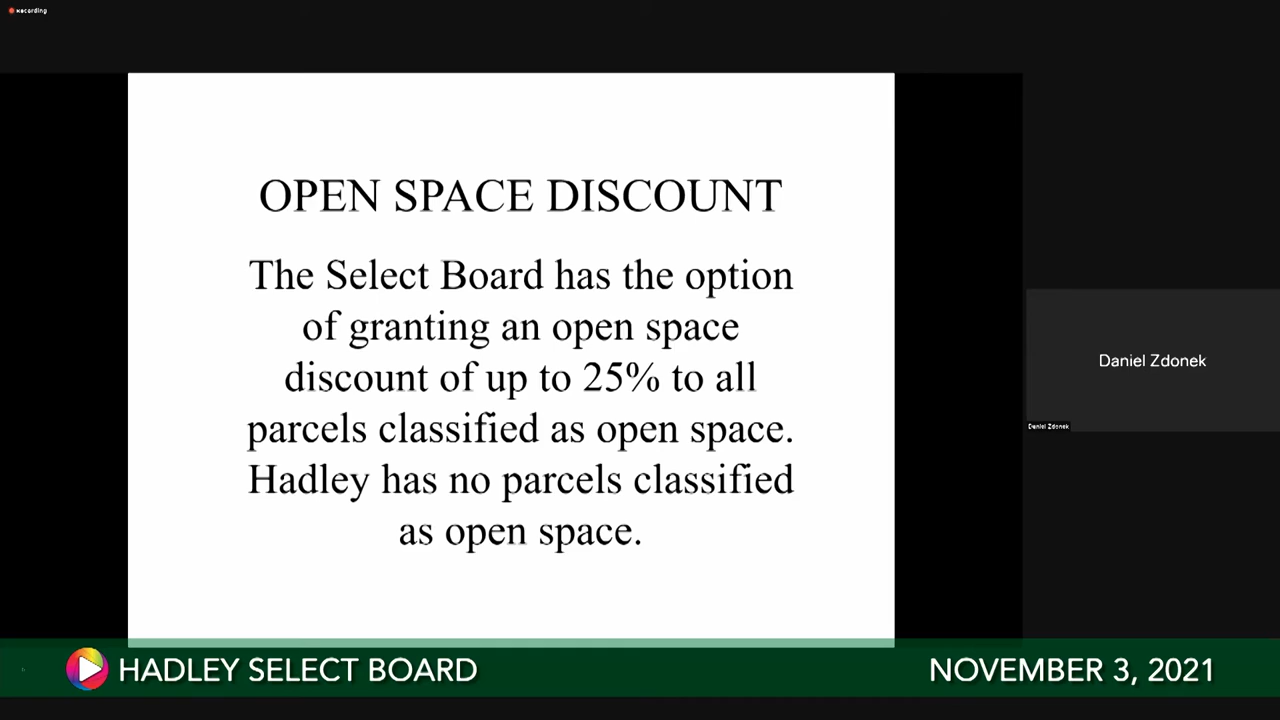 Recording
OPEN SPACE DISCOUNT
The Select Board has the option
of granting an open space
discount of up to 25% to all
parcels classified as open space.
Hadley has no parcels classified
as open space.
Daniel Zdonek
Daniel Zdonek
HADLEY SELECT BOARD
NOVEMBER 3, 2021